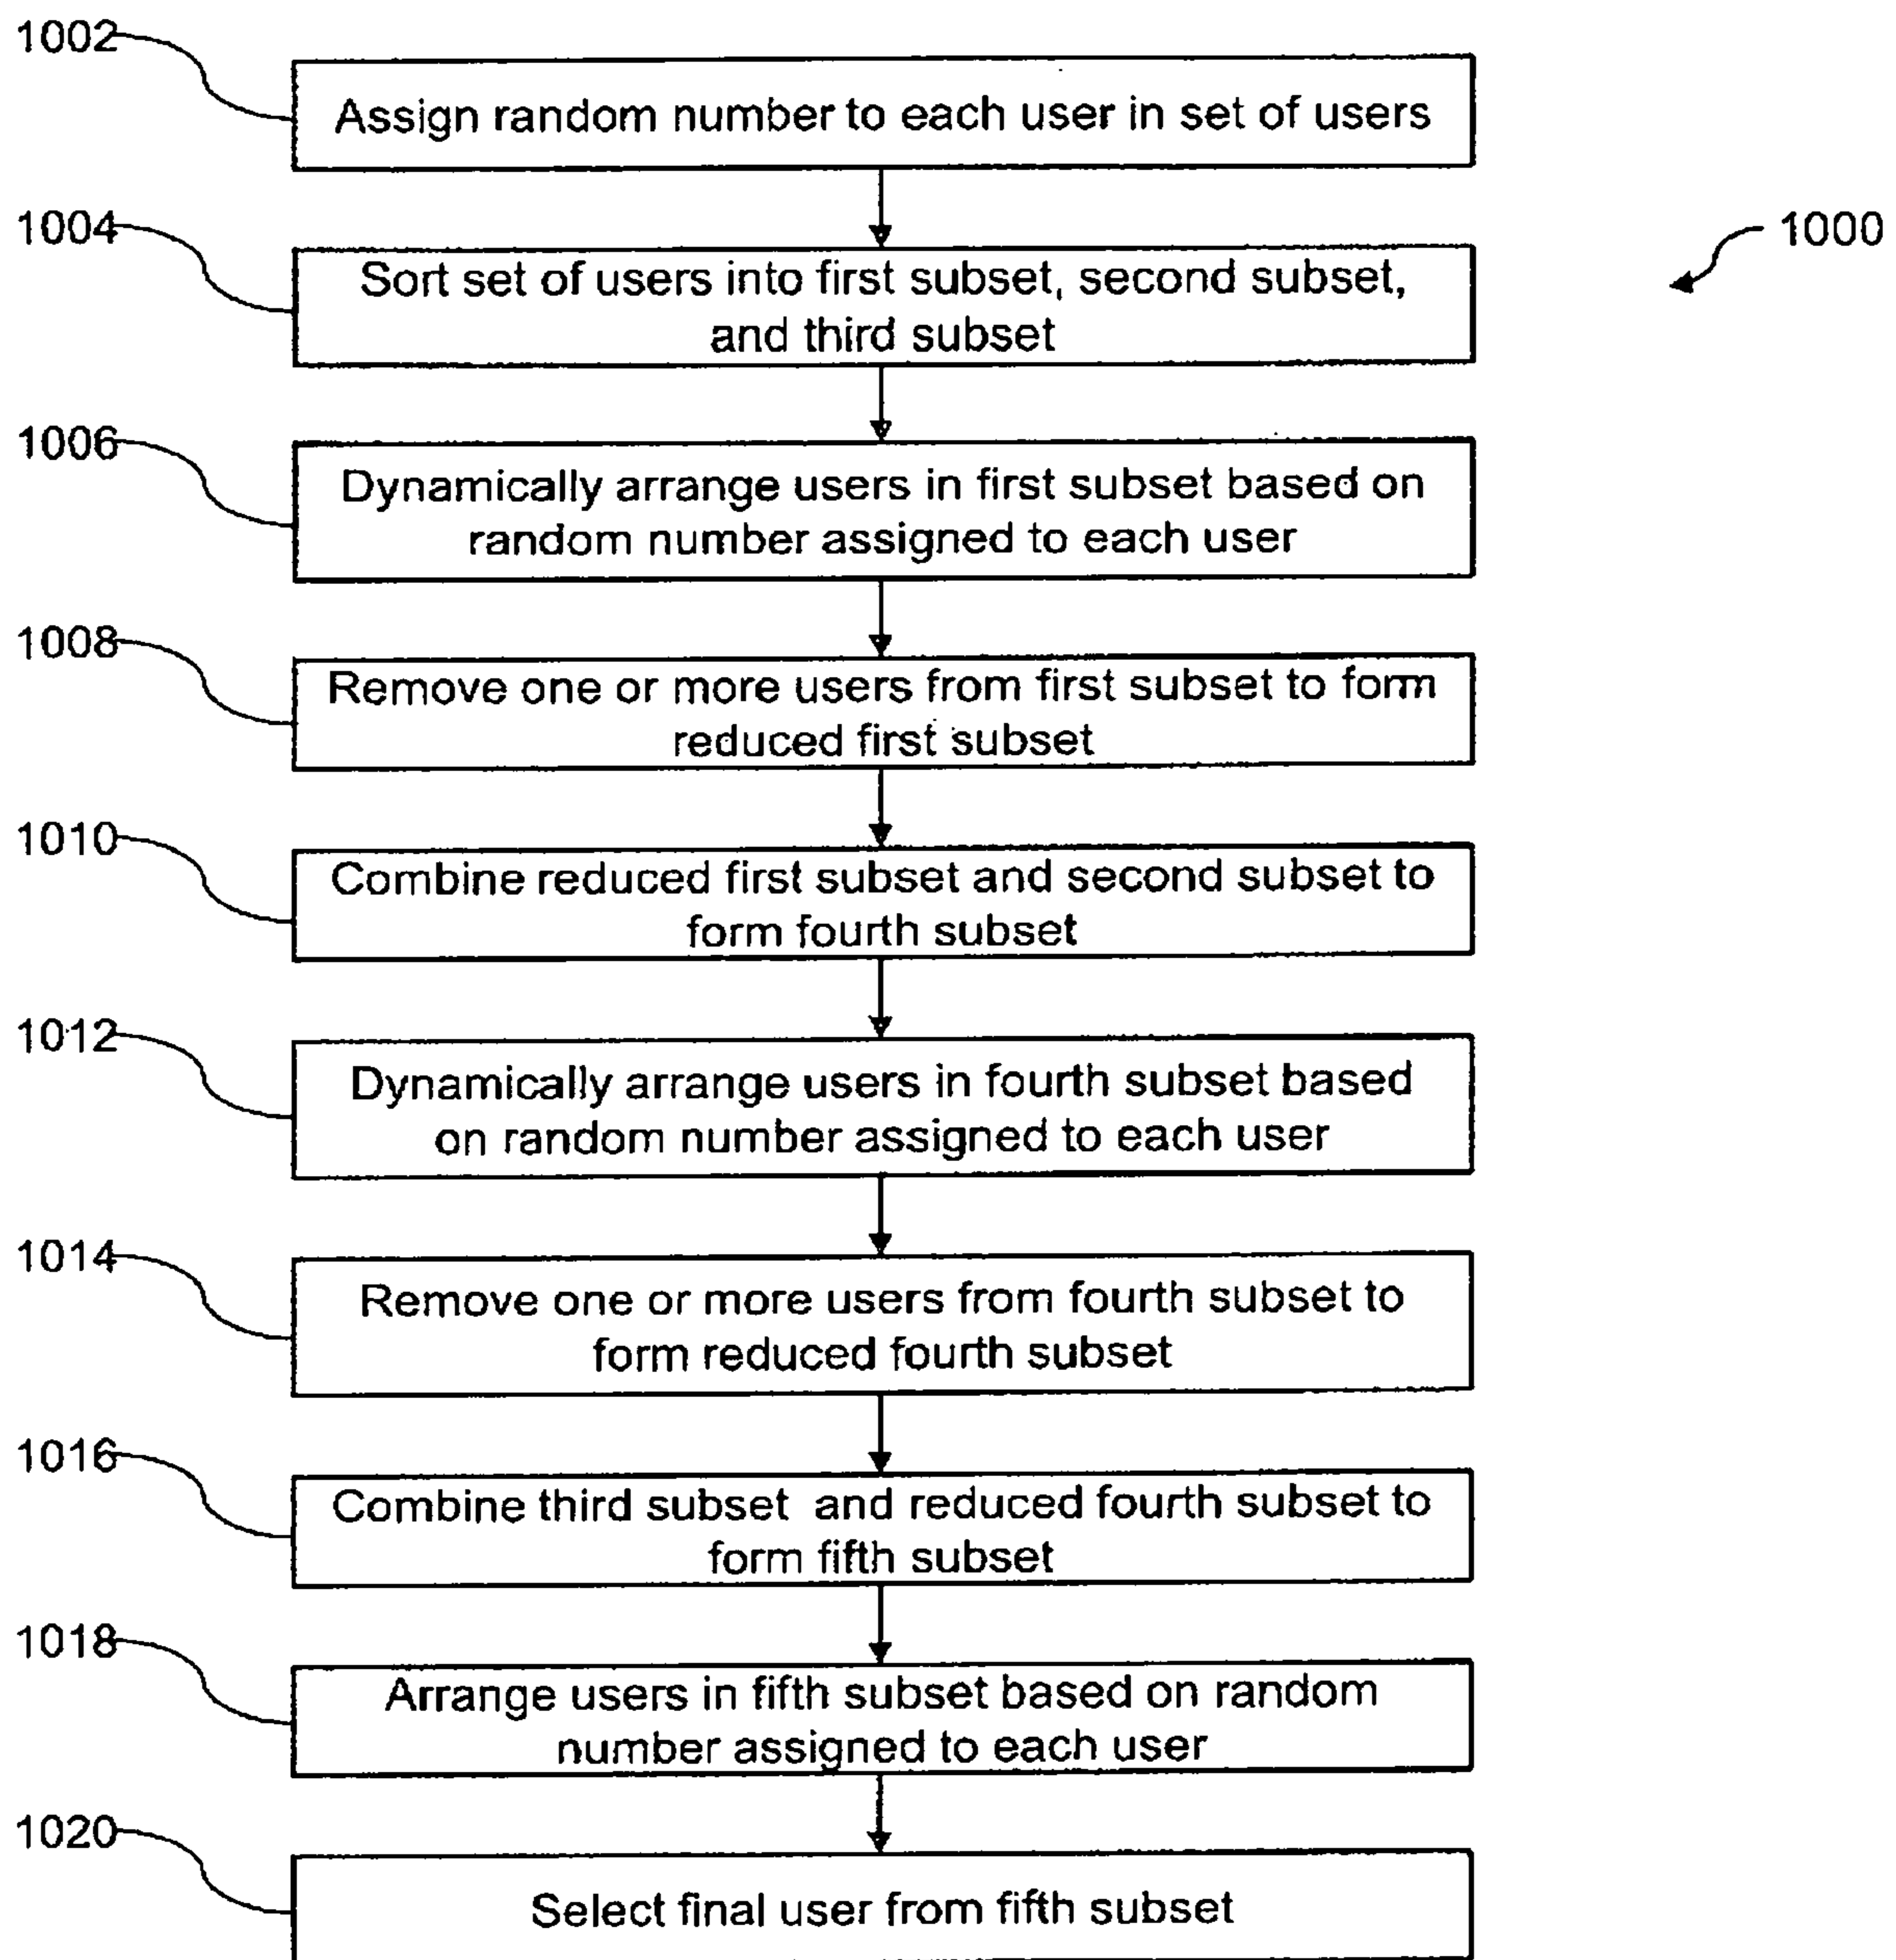 1002
Assign random number to each user in set of users
1004
Sort set of users into first subset, second subset,
and third subset
1000
1006
Dynamically arrange users in first subset based on
random number assigned to each user
1008
Remove one or more users from first subset to form
reduced first subset
1010
Combine reduced first subset and second subset to
form fourth subset
1012
Dynamically arrange users in fourth subset based
on random number assigned to each user
1014
Remove one or more users from fourth subset to
form reduced fourth subset
1016
Combine third subset and reduced fourth subset to
form fifth subset
1018
Arrange users in fifth subset based on random
number assigned to each user
1020
Select final user from fifth subset